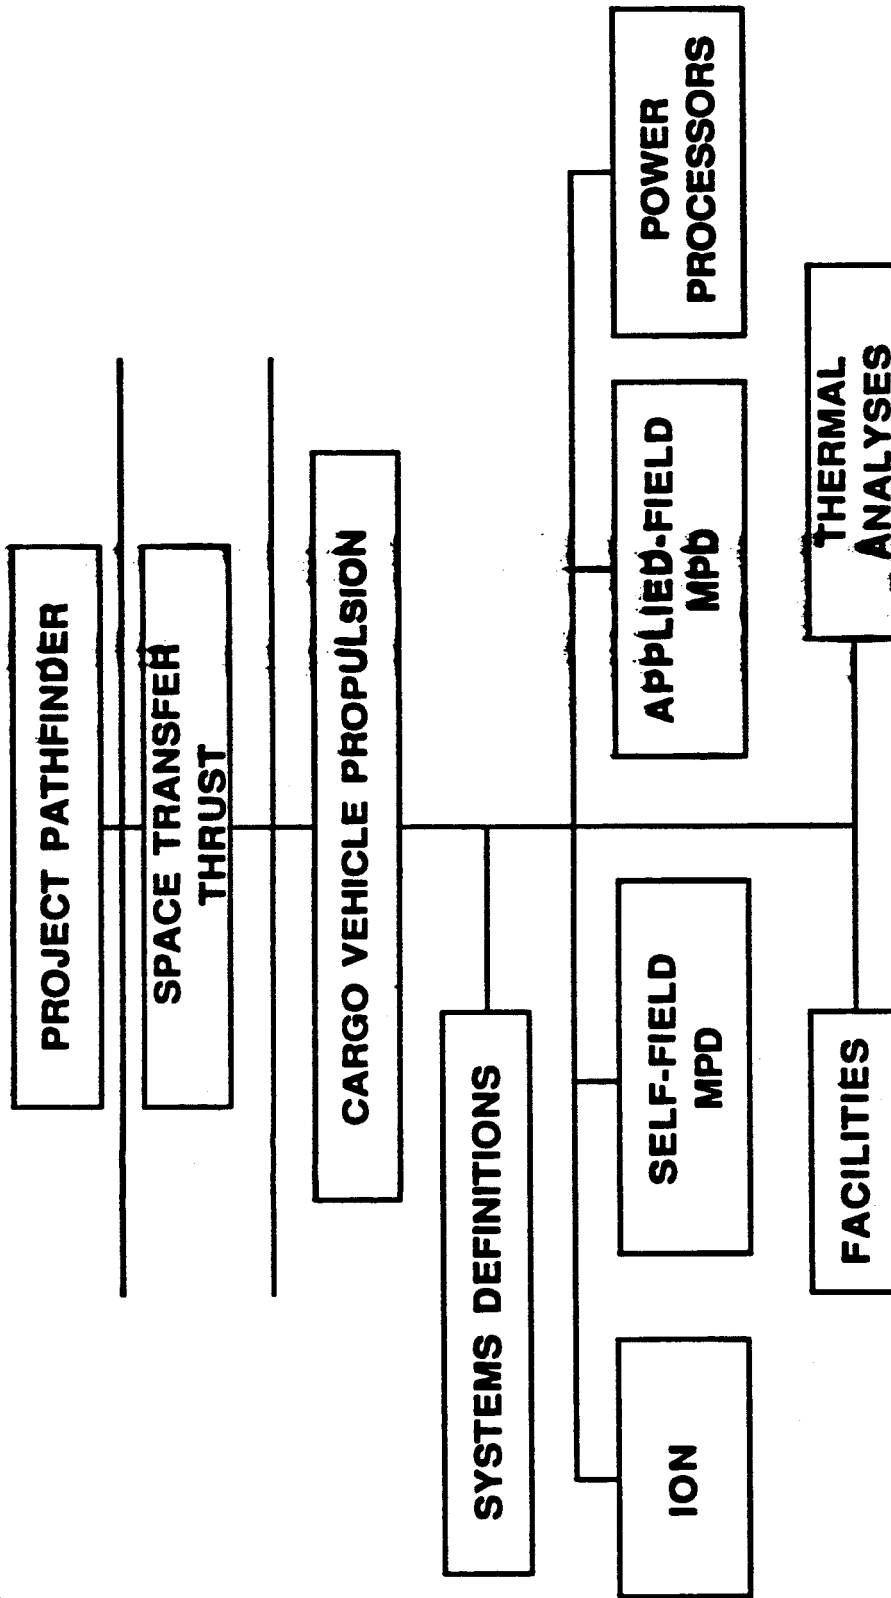 PROJECT PATHFINDER
SPACE TRANSFER
THRUST
CARGO VEHICLE PROPULSION
SYSTEMS DEFINITIONS
ION
SELF-FIELD
MPD
APPLIED-FIELD
MPD
POWER
PROCESSORS
FACILITIES
THERMAL
ANALYSES